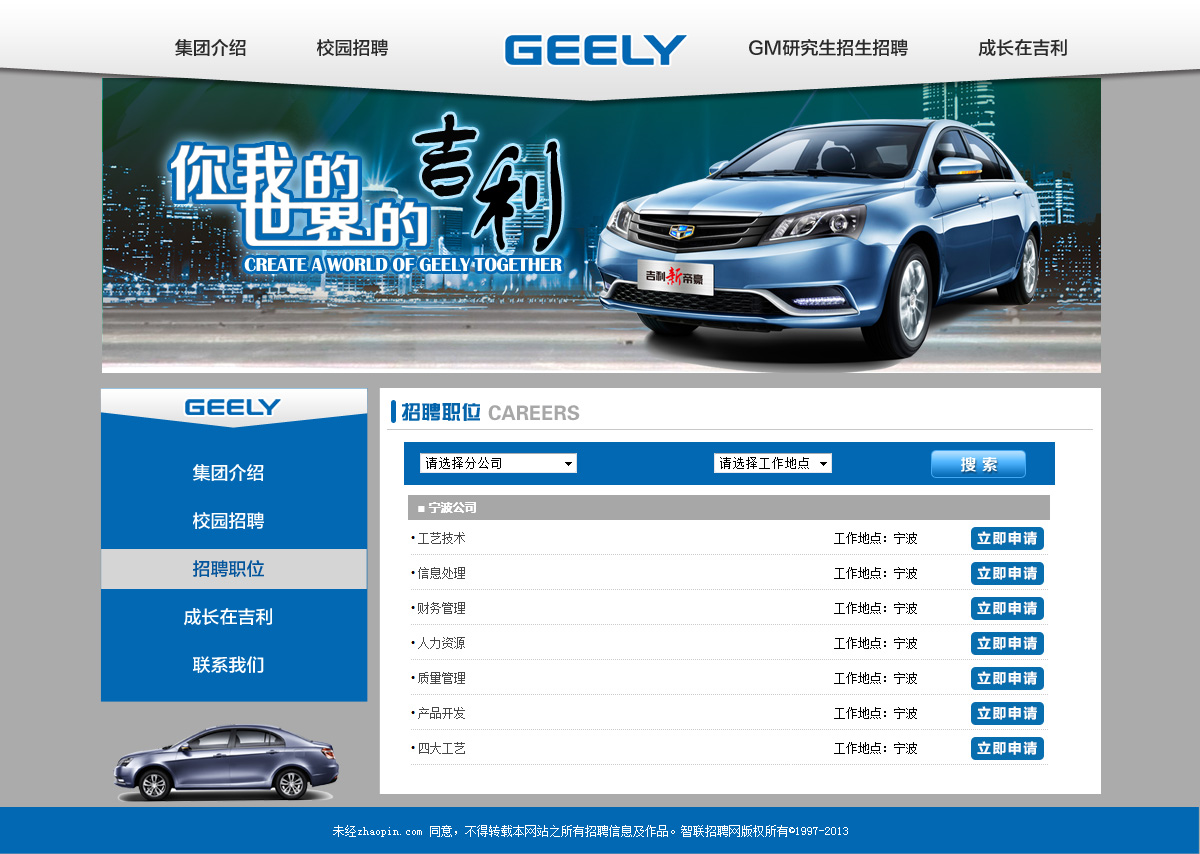 集团介绍 校园招聘 GEELY GM研究生招生招聘 成长在吉利
你我的
世界的
吉利
CREATE A WORLD OF GEELY TOGETHER
吉利新帝豪
GEELY
集团介绍
校园招聘
招聘职位
成长在吉利
联系我们
招聘职位 CAREERS
请选择分公司 请选择工作地点 搜索
■ 宁波公司
•工艺技术 工作地点：宁波 立即申请
•信息处理 工作地点：宁波 立即申请
•财务管理 工作地点：宁波 立即申请
•人力资源 工作地点：宁波 立即申请
•质量管理 工作地点：宁波 立即申请
•产品开发 工作地点：宁波 立即申请
•四大工艺 工作地点：宁波 立即申请
未经zhaopin.com 同意，不得转载本网站之所有招聘信息及作品。智联招聘网版权所有©1997-2013